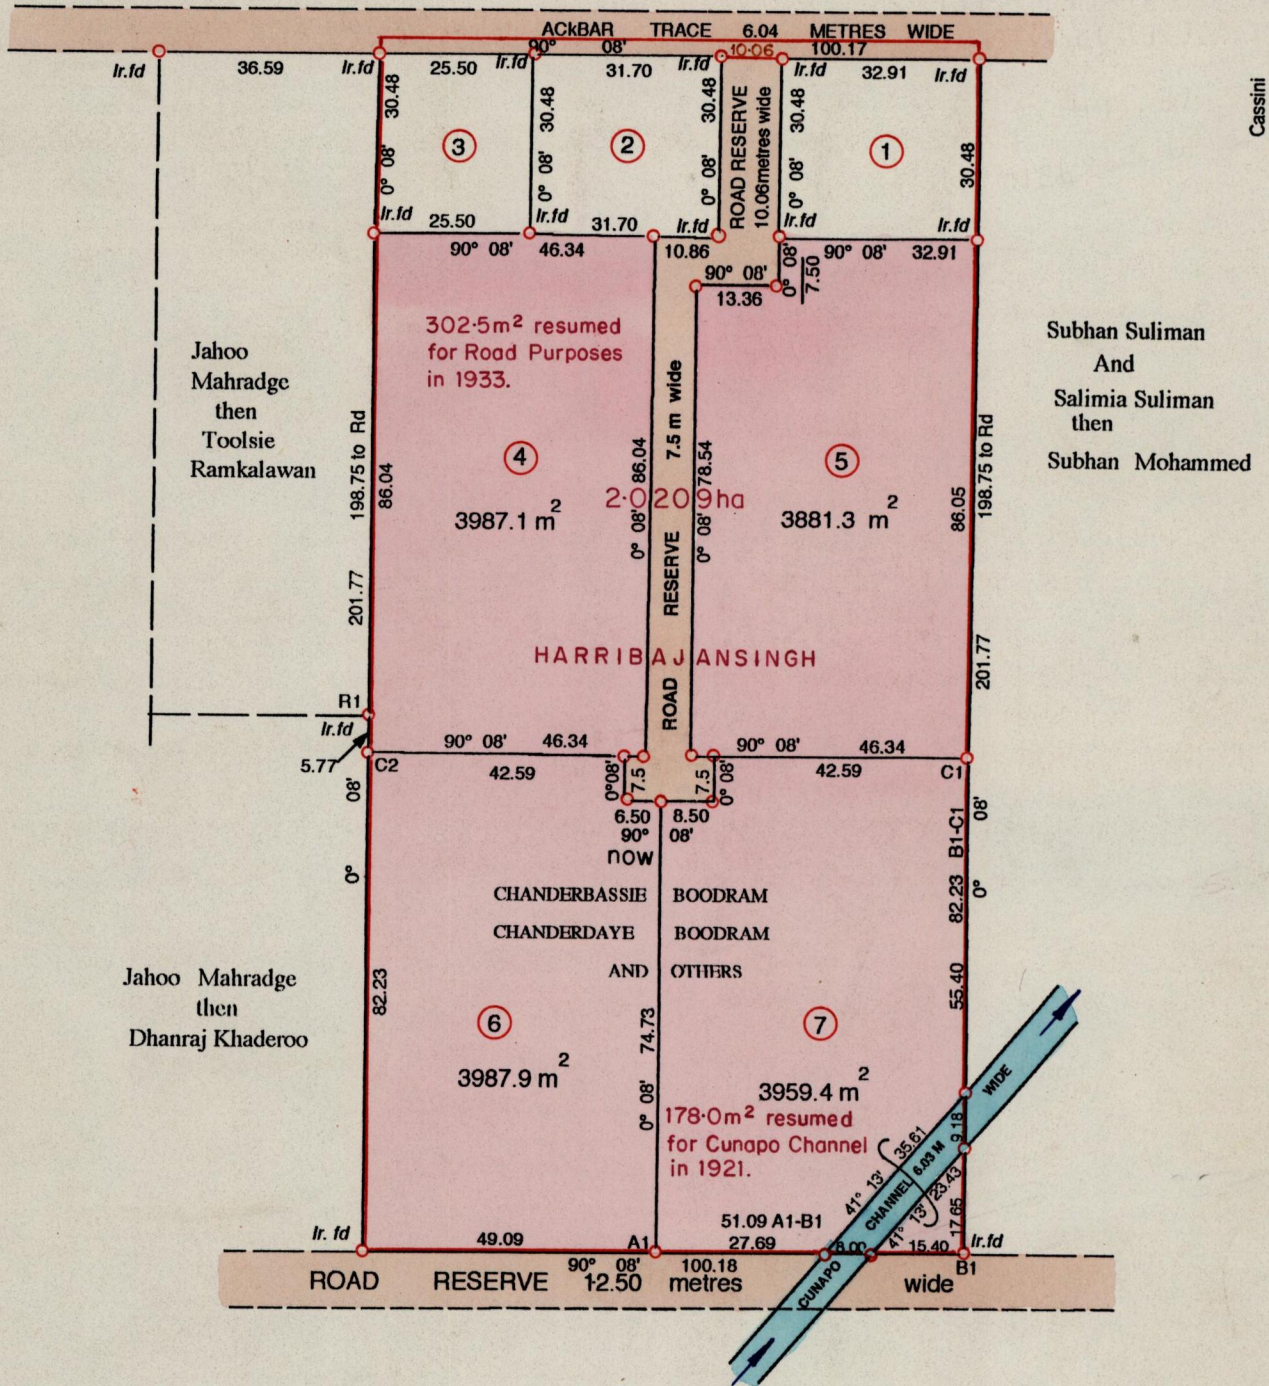 ACKBAR TRACE 6.04 METRES WIDE
90° 08' 10·06 100.17
Ir.fd 36.59 Ir.fd 25.50 Ir.fd 31.70 Ir.fd Ir.fd 32.91 Ir.fd
Cassini
30.48
0° 08'
30.48
0° 08'
30.48
0° 08'
ROAD RESERVE
10.06metres wide
30.48
0° 08'
30.48
3 2 1
Ir.fd 25.50 Ir.fd 31.70 Ir.fd Ir.fd Ir.fd
90° 08' 46.34 10.86 90° 08' 32.91
90° 08'
13.36
0° 08'
7.50
302·5m² resumed
for Road Purposes
in 1933.
Jahoo
Mahradge
then
Toolsie
Ramkalawan
Subhan Suliman
And
Salimia Suliman
then
Subhan Mohammed
198.75 to Rd
86.04
201.77
4
3987.1 m²
0° 08' 86.04
ROAD RESERVE 7.5 m wide
0° 08' 78.54
5
3881.3 m²
86.05
198.75 to Rd
201.77
2·0209ha
HARRIBAJANSINGH
R1
Ir.fd
5.77
C2
90° 08' 46.34
42.59
90° 08' 46.34
42.59
C1
0°08'
7.5
7.5
0° 08'
6.50 8.50
90° 08'
now
CHANDERBASSIE BOODRAM
CHANDERDAYE BOODRAM
AND OTHERS
0° 08'
82.23
Jahoo Mahradge
then
Dhanraj Khaderoo
82.23 B1-C1
0° 08'
55.40
6
3987.9 m²
0° 08' 74.73
7
3959.4 m²
178·0m² resumed
for Cunapo Channel
in 1921.
41° 13' 35.61
41° 13' 23.43
CUNAPO CHANNEL 6.03 M WIDE
9.18
17.65
Ir. fd 49.09 A1 51.09 A1-B1
27.69 8.00 15.40 Ir.fd
B1
90° 08' 100.18
ROAD RESERVE 12.50 metres wide